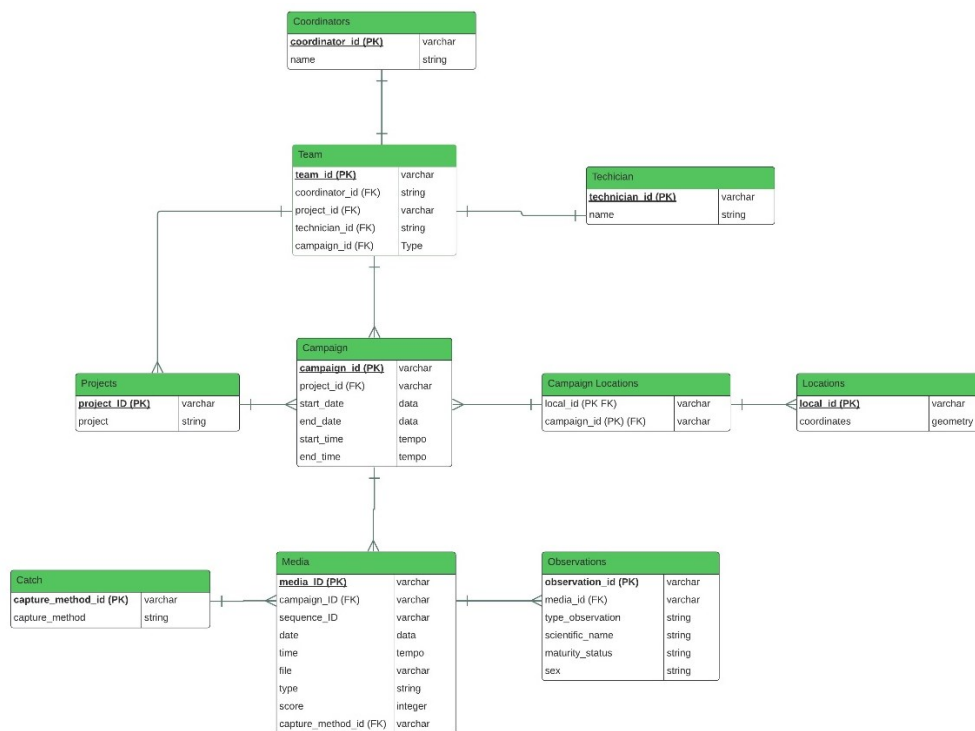 Coordinators
coordinator_id (PK) varchar
name string
Team
team_id (PK) varchar
coordinator_id (FK) string
project_id (FK) varchar
technician_id (FK) string
campaign_id (FK) Type
Techician
technician_id (PK) varchar
name string
Projects
project_ID (PK) varchar
project string
Campaign
campaign_id (PK) varchar
project_id (FK) varchar
start_date data
end_date data
start_time tempo
end_time tempo
Campaign Locations
local_id (PK FK) varchar
campaign_id (PK) (FK) varchar
Locations
local_id (PK) varchar
coordinates geometry
Catch
capture_method_id (PK) varchar
capture_method string
Media
media_ID (PK) varchar
campaign_ID (FK) varchar
sequence_ID varchar
date data
time tempo
file varchar
type string
score integer
capture_method_id (FK) varchar
Observations
observation_id (PK) varchar
media_id (FK) varchar
type_observation string
scientific_name string
maturity_status string
sex string